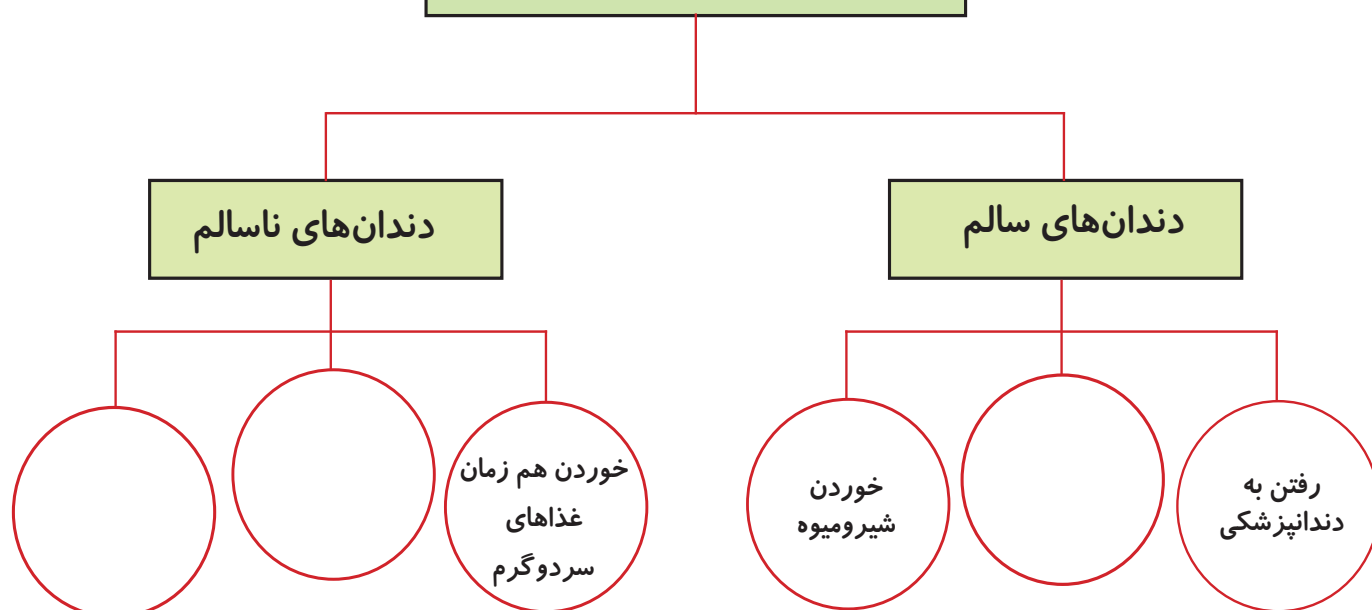 دندان‌های سالم
دندان‌های ناسالم
رفتن به
دندانپزشکی
خوردن
شیرومیوه
خوردن هم زمان
غذاهای
سردوگرم